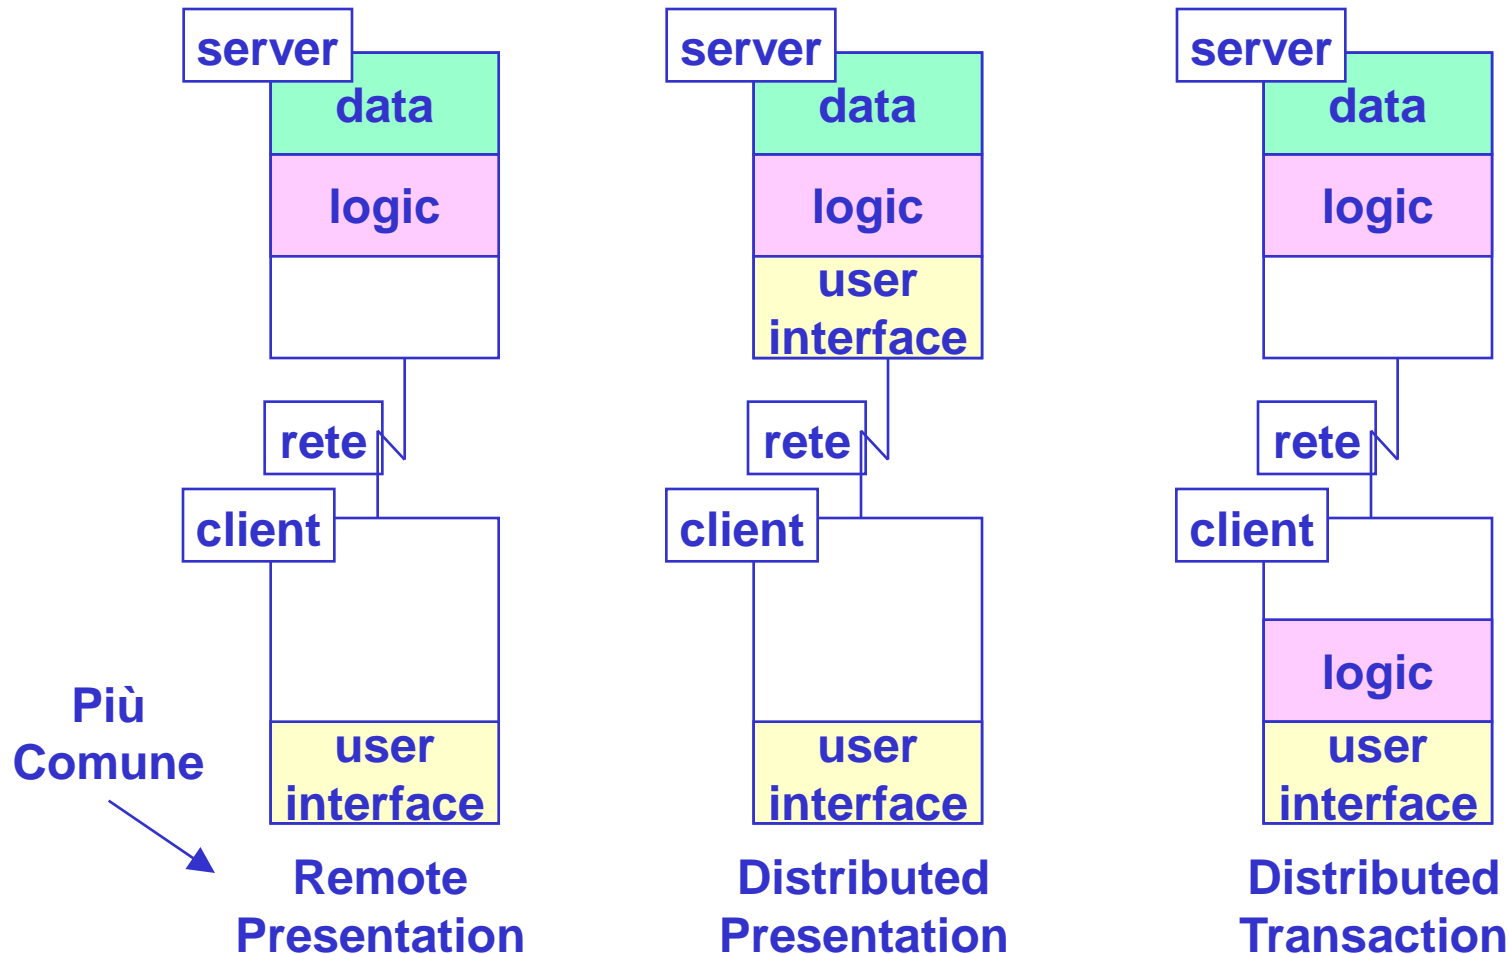 server
data
logic
rete
client
user
interface
Più
Comune
Remote
Presentation
server
data
logic
user
interface
rete
client
user
interface
Distributed
Presentation
server
data
logic
rete
client
logic
user
interface
Distributed
Transaction